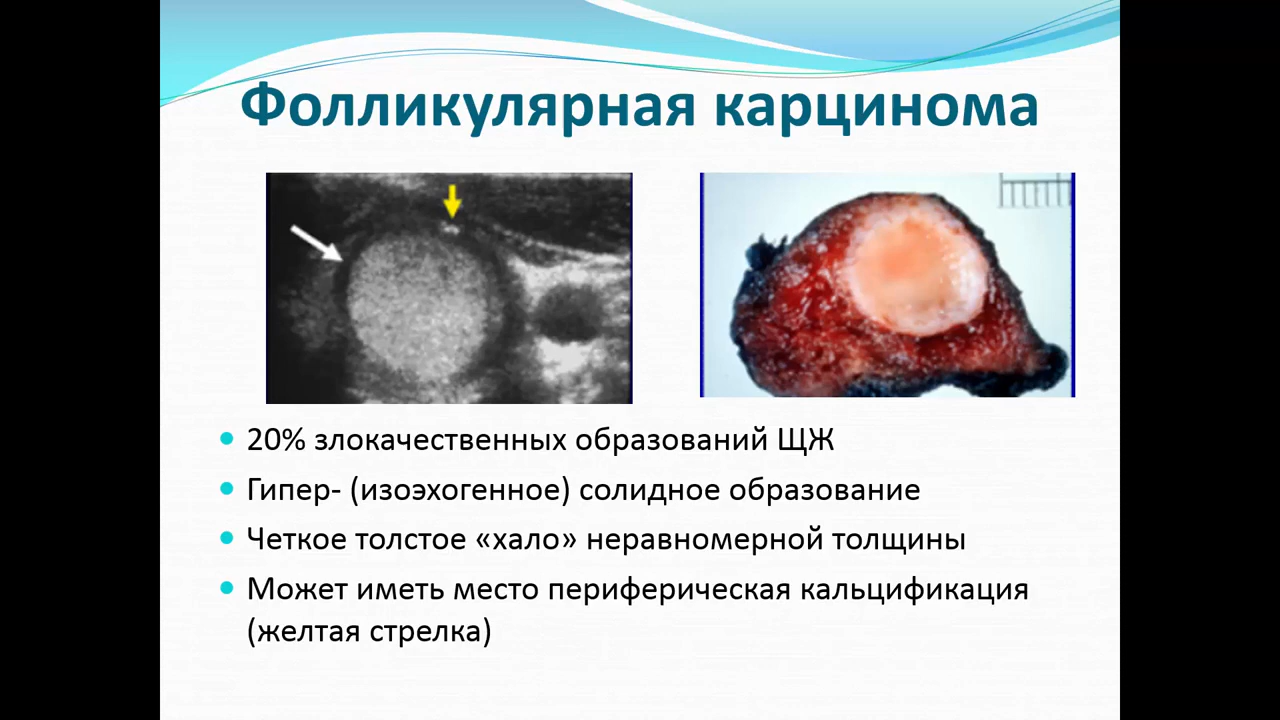 Фолликулярная карцинома
20% злокачественных образований ЩЖ
Гипер- (изоэхогенное) солидное образование
Четкое толстое «хало» неравномерной толщины
Может иметь место периферическая кальцификация
(желтая стрелка)